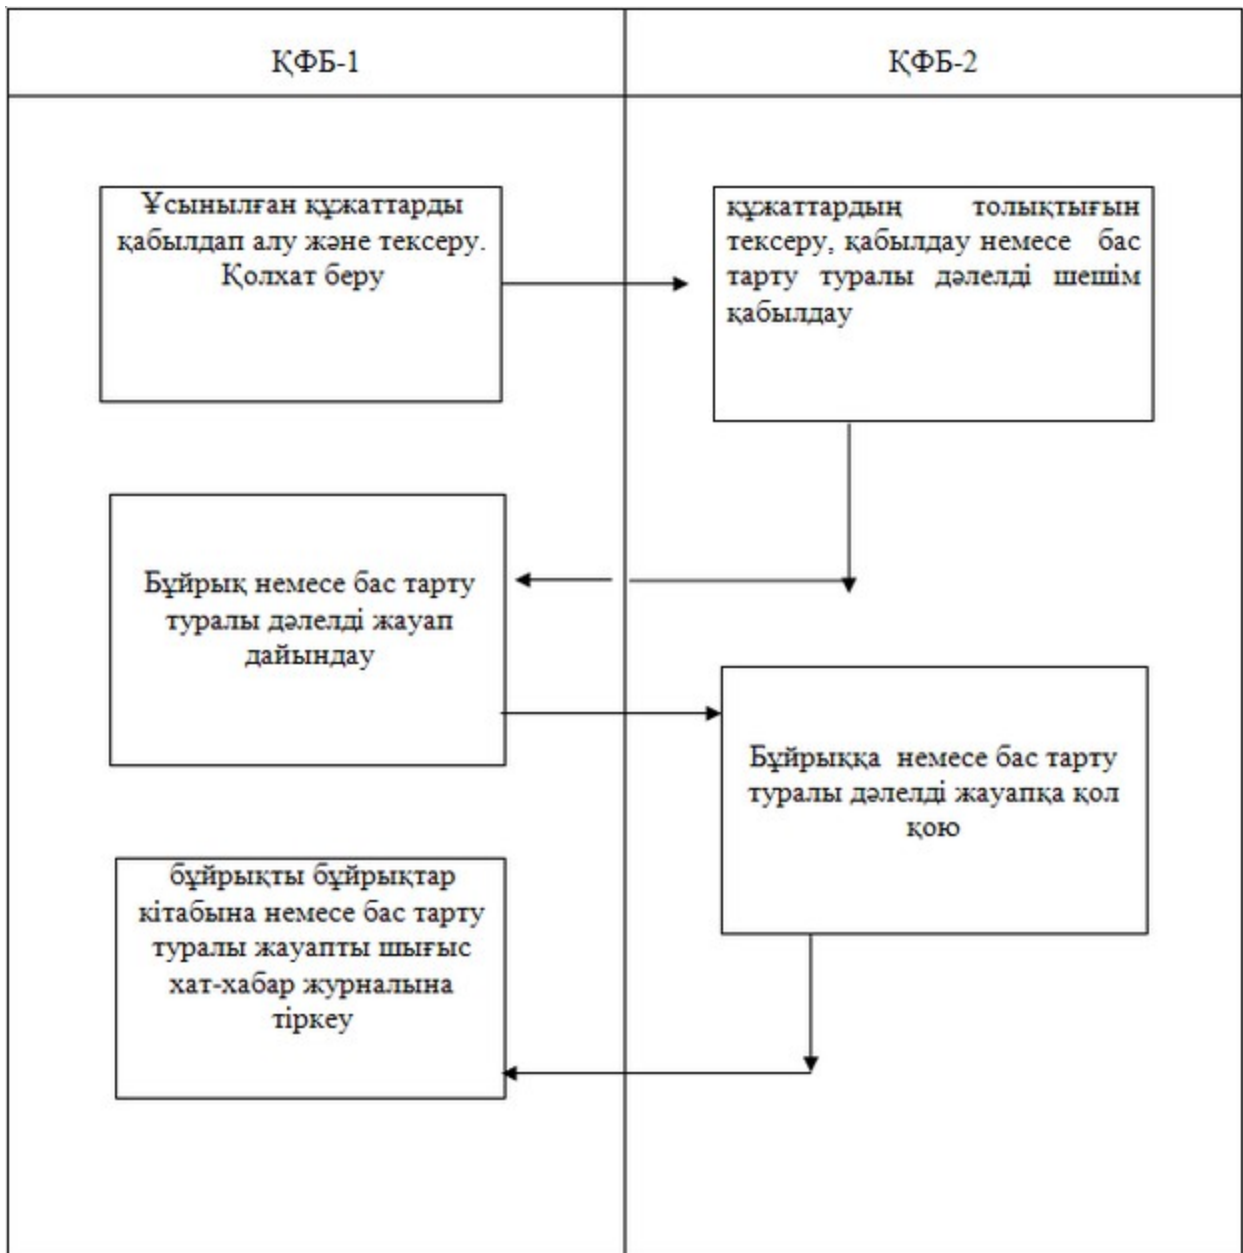 ҚФБ-1
ҚФБ-2
Ұсынылған құжаттарды
қабылдап алу және тексеру.
Қолхат беру
құжаттардың толықтығын
тексеру, қабылдау немесе бас
тарту туралы дәлелді шешім
қабылдау
Бұйрық немесе бас тарту
туралы дәлелді жауап
дайындау
Бұйрыққа немесе бас тарту
туралы дәлелді жауапқа қол
қою
бұйрықты бұйрықтар
кітабына немесе бас тарту
туралы жауапты шығыс
хат-хабар журналына
тіркеу